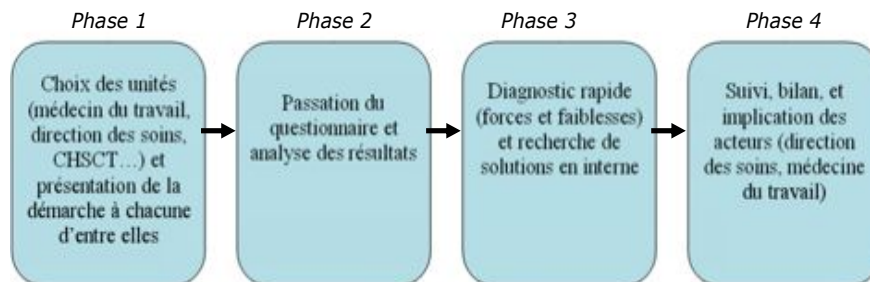 Phase 1
Phase 2
Phase 3
Phase 4
Choix des unités
(médecin du travail,
direction des soins,
CHSCT…) et
présentation de la
démarche à chacune
d’entre elles
Passation du
questionnaire et
analyse des résultats
Diagnostic rapide
(forces et faiblesses)
et recherche de
solutions en interne
Suivi, bilan, et
implication des
acteurs (direction
des soins, médecine
du travail)